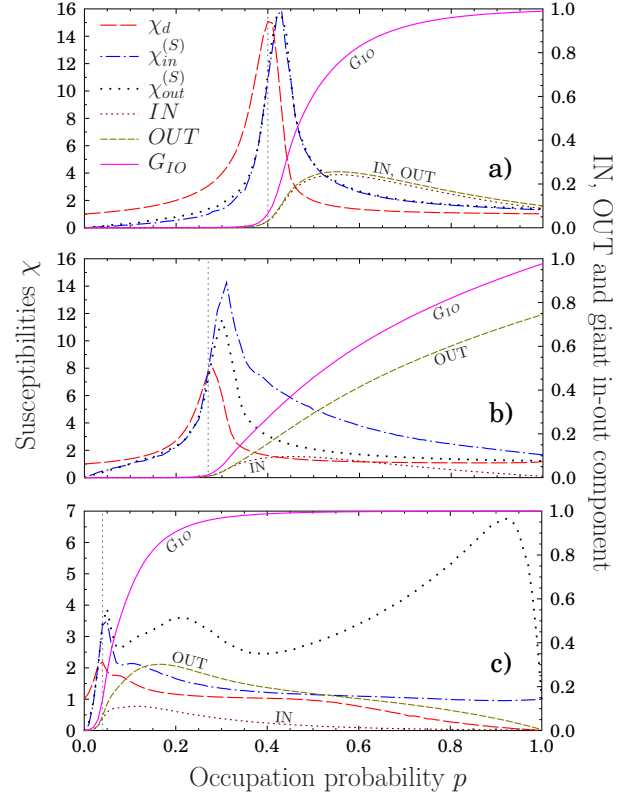 16
14
12
10
8
6
4
2
0
χ_d
χ_in^(S)
χ_out^(S)
IN
OUT
G_IO
G_IO
IN, OUT
a)
1.0
0.8
0.6
0.4
0.2
0.0
16
14
12
10
8
6
4
2
0
G_IO
OUT
IN
b)
1.0
0.8
0.6
0.4
0.2
0.0
7
6
5
4
3
2
1
0
G_IO
OUT
IN
c)
1.0
0.8
0.6
0.4
0.2
0.0
0.0 0.2 0.4 0.6 0.8 1.0
Occupation probability p
Susceptibilities χ
IN, OUT and giant in-out component